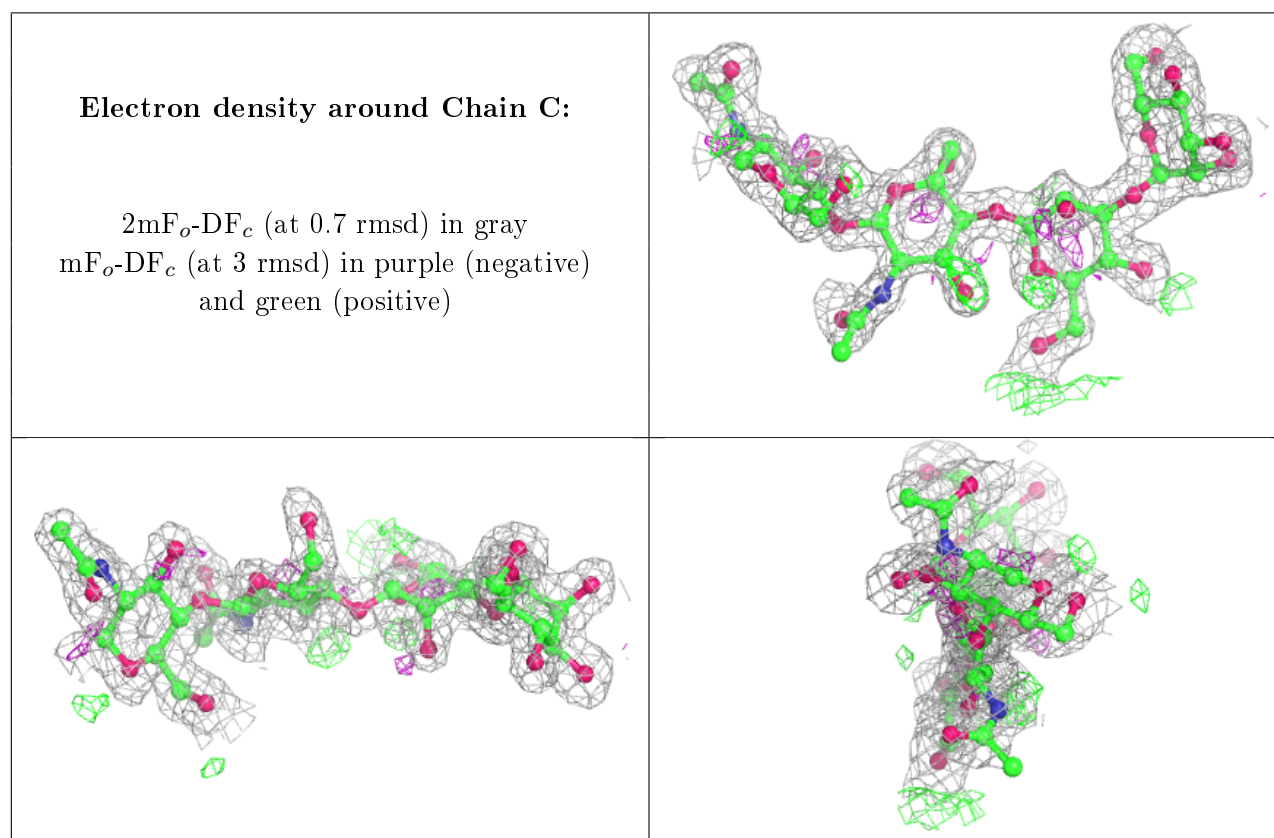 Electron density around Chain C:
2mFₒ-DF𝒸 (at 0.7 rmsd) in gray
mFₒ-DF𝒸 (at 3 rmsd) in purple (negative)
and green (positive)